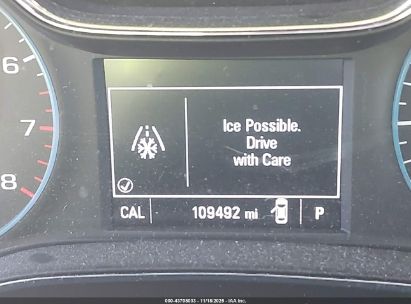 6
7
8
Ice Possible.
Drive
with Care
CAL 109492 mi P